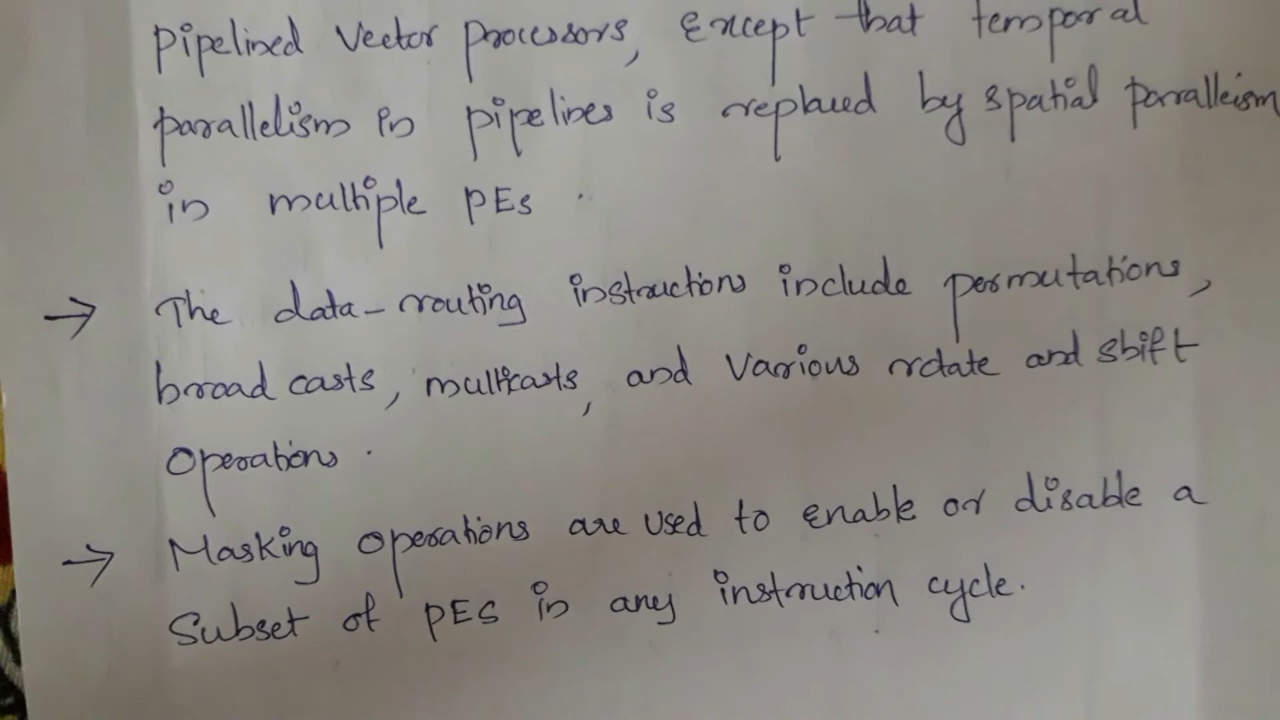 Pipelined Vector processors, Except that temporal
parallelism in pipelines is replaced by spatial parallelism
in multiple PEs .
→ The data-routing instructions include permutations,
broad casts, multicasts, and Various rotate and shift
Operations .
→ Masking operations are used to enable or disable a
Subset of PES in any instruction cycle.